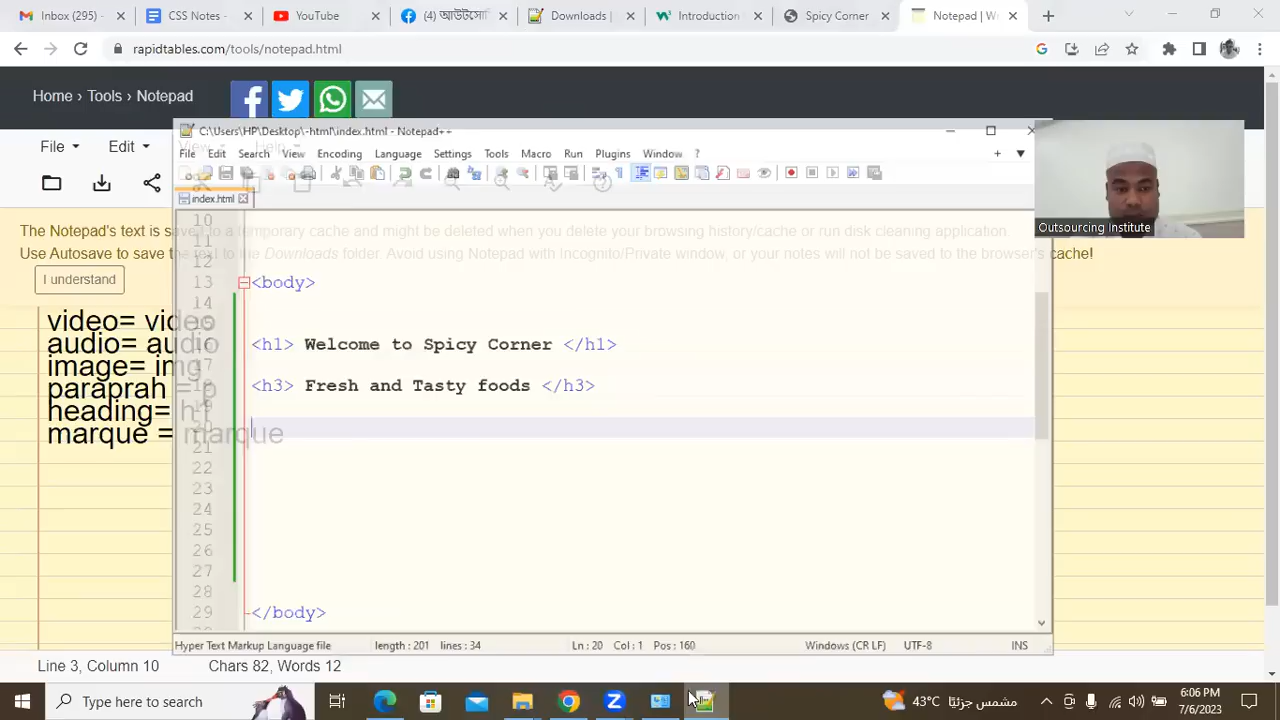 Inbox (295) -
CSS Notes -
YouTube
(4) আউটসো
Downloads |
Introduction
Spicy Corner
Notepad | W
rapidtables.com/tools/notepad.html
Home › Tools › Notepad
File Edit View Help
C:\Users\HP\Desktop\-html\index.html - Notepad++
File Edit Search View Encoding Language Settings Tools Macro Run Plugins Window ?
index.html
Outsourcing Institute
The Notepad's text is saved to a temporary cache and might be deleted when you delete your browsing history/cache or run disk cleaning application.
Use Autosave to save the text to the Downloads folder. Avoid using Notepad with Incognito/Private window, or your notes will not be saved to the browser's cache!
I understand
video= video
audio= audio
image= img
paraprah = p
heading= h1
marque = marque
10
11
12
13 <body>
14
15
16 <h1> Welcome to Spicy Corner </h1>
17
18 <h3> Fresh and Tasty foods </h3>
19
20
21
22
23
24
25
26
27
28
29 </body>
Hyper Text Markup Language file length : 201 lines : 34 Ln : 20 Col : 1 Pos : 160 Windows (CR LF) UTF-8 INS
Line 3, Column 10 Chars 82, Words 12
Type here to search
43°C
6:06 PM
7/6/2023